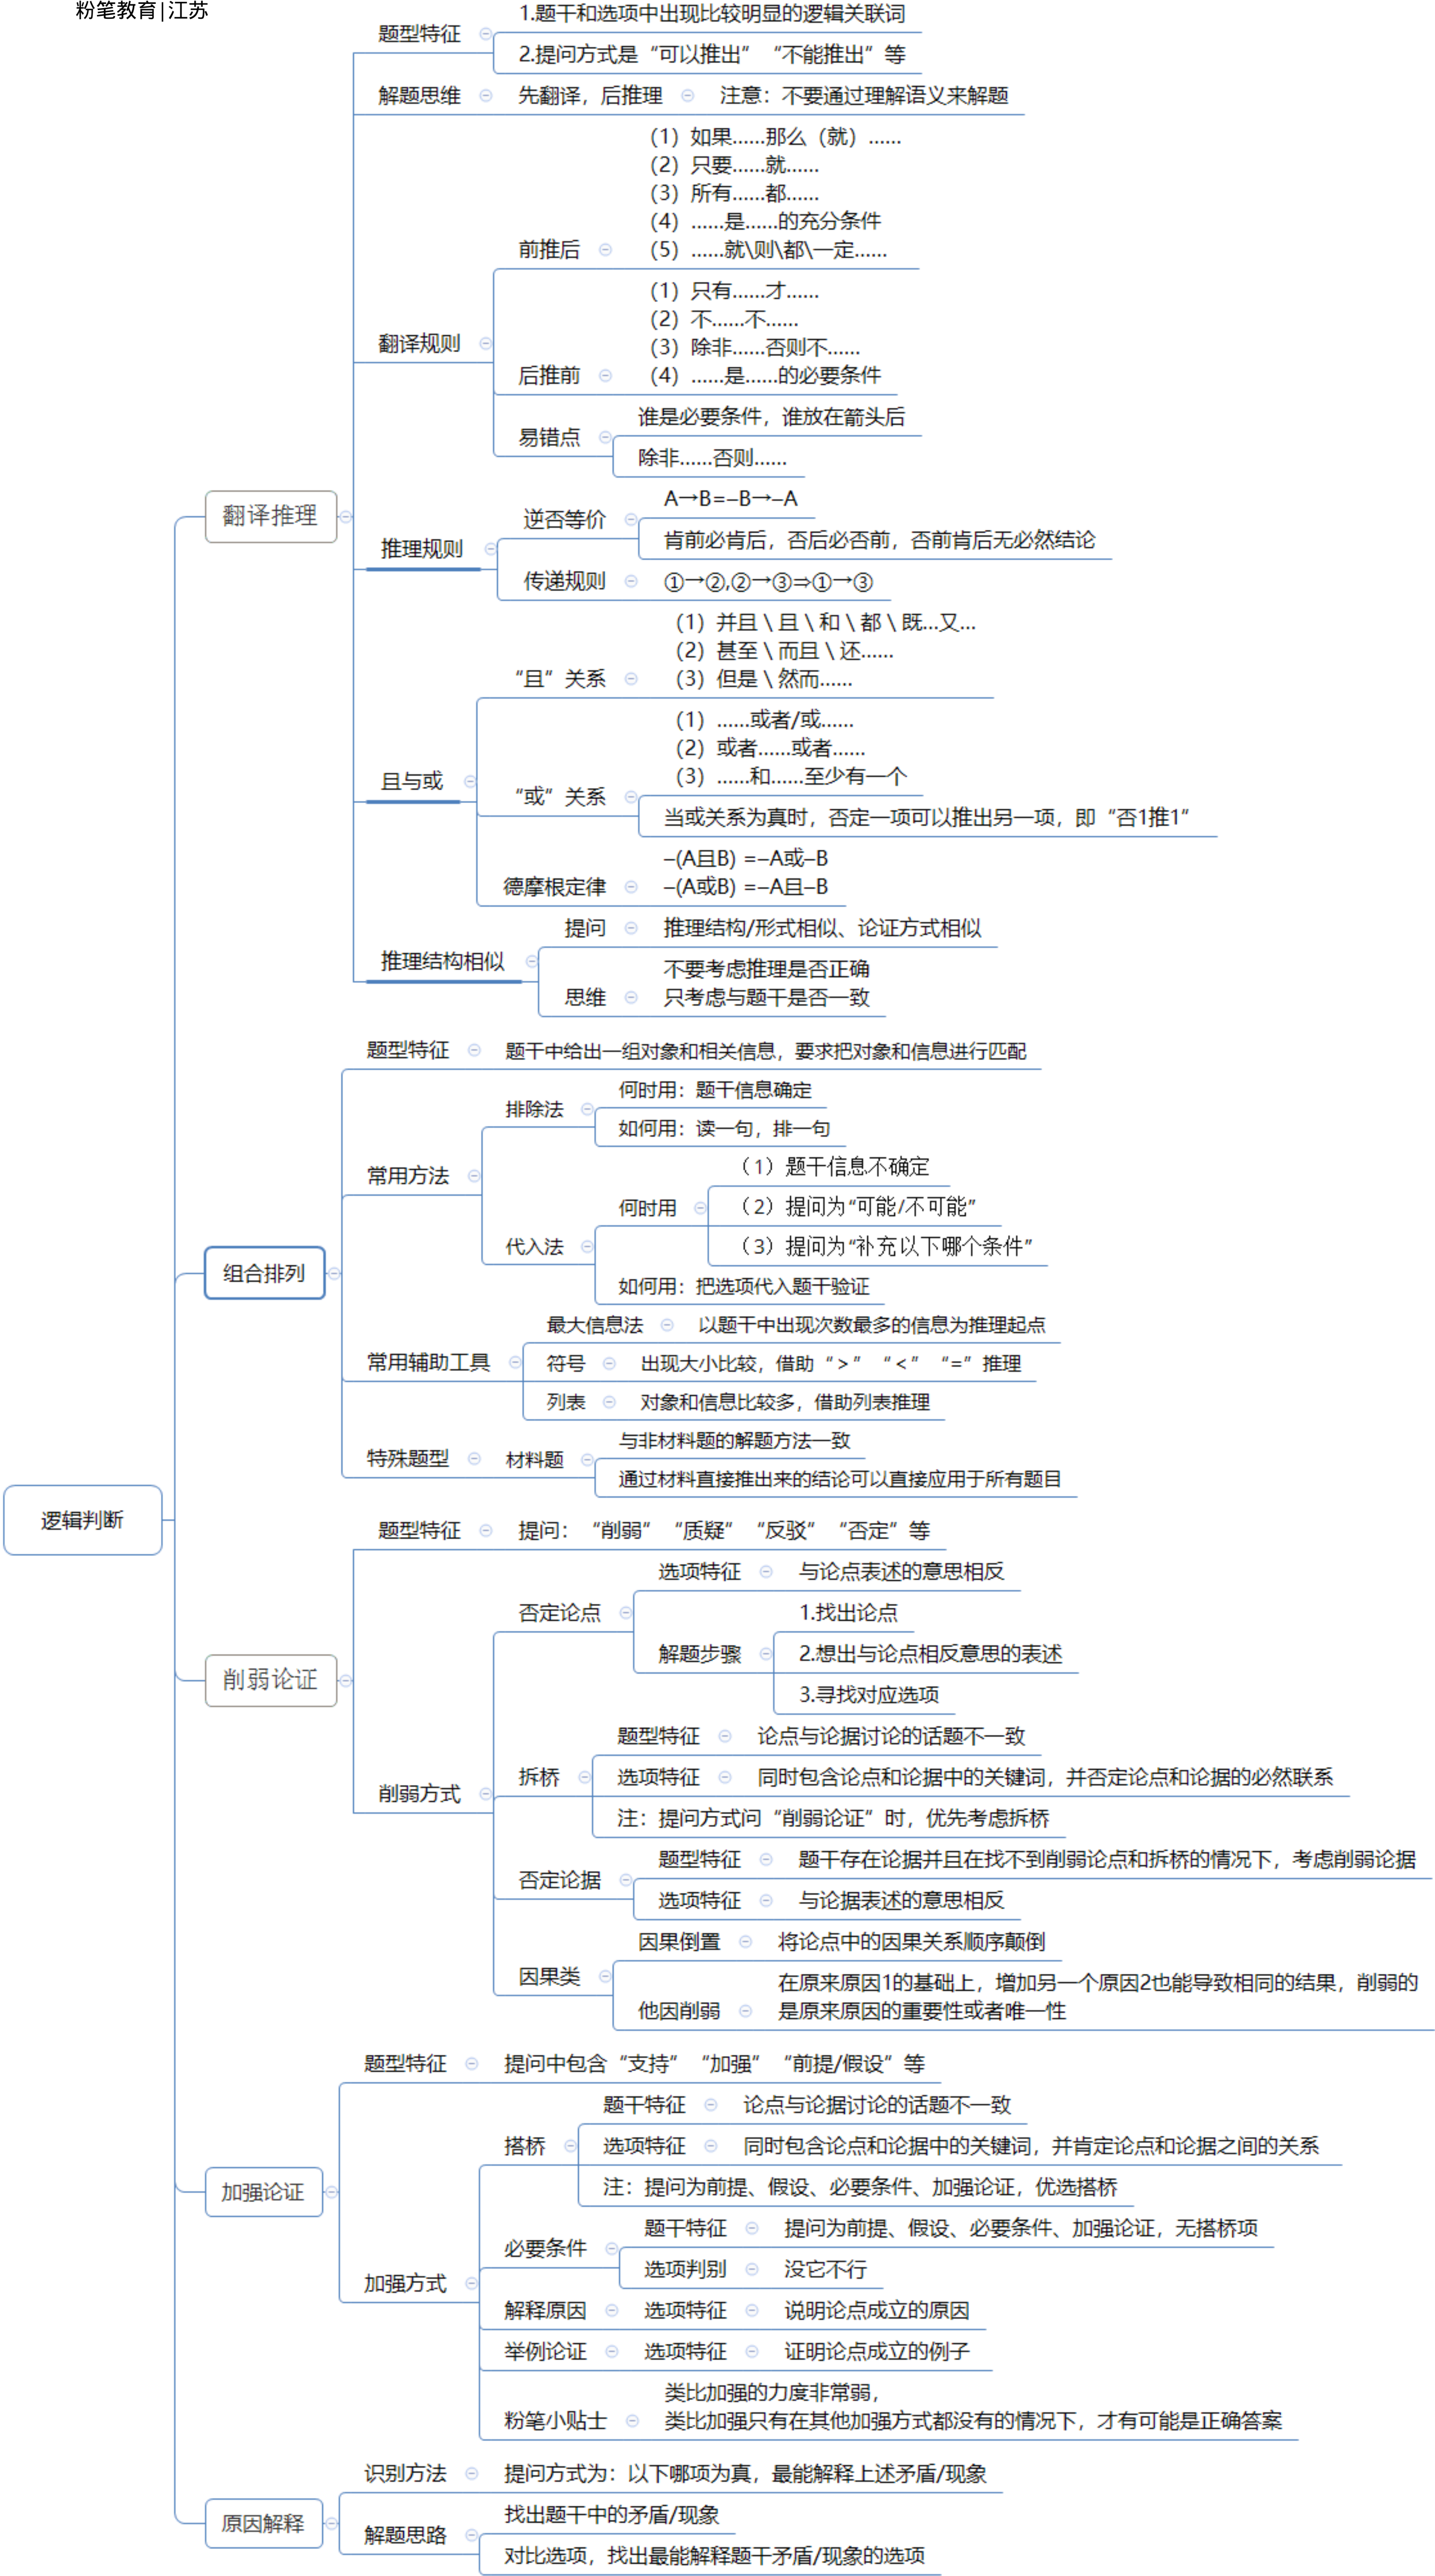 粉笔教育|江苏
逻辑判断
翻译推理
题型特征
1.题干和选项中出现比较明显的逻辑关联词
2.提问方式是“可以推出”“不能推出”等
解题思维
先翻译，后推理
注意：不要通过理解语义来解题
翻译规则
前推后
（1）如果……那么（就）……
（2）只要……就……
（3）所有……都……
（4）……是……的充分条件
（5）……就\则\都\一定……
后推前
（1）只有……才……
（2）不……不……
（3）除非……否则不……
（4）……是……的必要条件
易错点
谁是必要条件，谁放在箭头后
除非……否则……
推理规则
逆否等价
A→B=–B→–A
肯前必肯后，否后必否前，否前肯后无必然结论
传递规则
①→②,②→③⇒①→③
且与或
“且”关系
（1）并且 \ 且 \ 和 \ 都 \ 既…又…
（2）甚至 \ 而且 \ 还……
（3）但是 \ 然而……
“或”关系
（1）……或者/或……
（2）或者……或者……
（3）……和……至少有一个
当或关系为真时，否定一项可以推出另一项，即“否1推1”
德摩根定律
–(A且B) =–A或–B
–(A或B) =–A且–B
推理结构相似
提问
推理结构/形式相似、论证方式相似
思维
不要考虑推理是否正确
只考虑与题干是否一致
组合排列
题型特征
题干中给出一组对象和相关信息，要求把对象和信息进行匹配
常用方法
排除法
何时用：题干信息确定
如何用：读一句，排一句
代入法
何时用
（1）题干信息不确定
（2）提问为“可能/不可能”
（3）提问为“补充以下哪个条件”
如何用：把选项代入题干验证
常用辅助工具
最大信息法
以题干中出现次数最多的信息为推理起点
符号
出现大小比较，借助“＞”“＜”“=”推理
列表
对象和信息比较多，借助列表推理
特殊题型
材料题
与非材料题的解题方法一致
通过材料直接推出来的结论可以直接应用于所有题目
削弱论证
题型特征
提问：“削弱”“质疑”“反驳”“否定”等
削弱方式
否定论点
选项特征
与论点表述的意思相反
解题步骤
1.找出论点
2.想出与论点相反意思的表述
3.寻找对应选项
拆桥
题型特征
论点与论据讨论的话题不一致
选项特征
同时包含论点和论据中的关键词，并否定论点和论据的必然联系
注：提问方式问“削弱论证”时，优先考虑拆桥
否定论据
题型特征
题干存在论据并且在找不到削弱论点和拆桥的情况下，考虑削弱论据
选项特征
与论据表述的意思相反
因果类
因果倒置
将论点中的因果关系顺序颠倒
他因削弱
在原来原因1的基础上，增加另一个原因2也能导致相同的结果，削弱的
是原来原因的重要性或者唯一性
加强论证
题型特征
提问中包含“支持”“加强”“前提/假设”等
加强方式
搭桥
题干特征
论点与论据讨论的话题不一致
选项特征
同时包含论点和论据中的关键词，并肯定论点和论据之间的关系
注：提问为前提、假设、必要条件、加强论证，优选搭桥
必要条件
题干特征
提问为前提、假设、必要条件、加强论证，无搭桥项
选项判别
没它不行
解释原因
选项特征
说明论点成立的原因
举例论证
选项特征
证明论点成立的例子
粉笔小贴士
类比加强的力度非常弱，
类比加强只有在其他加强方式都没有的情况下，才有可能是正确答案
原因解释
识别方法
提问方式为：以下哪项为真，最能解释上述矛盾/现象
解题思路
找出题干中的矛盾/现象
对比选项，找出最能解释题干矛盾/现象的选项